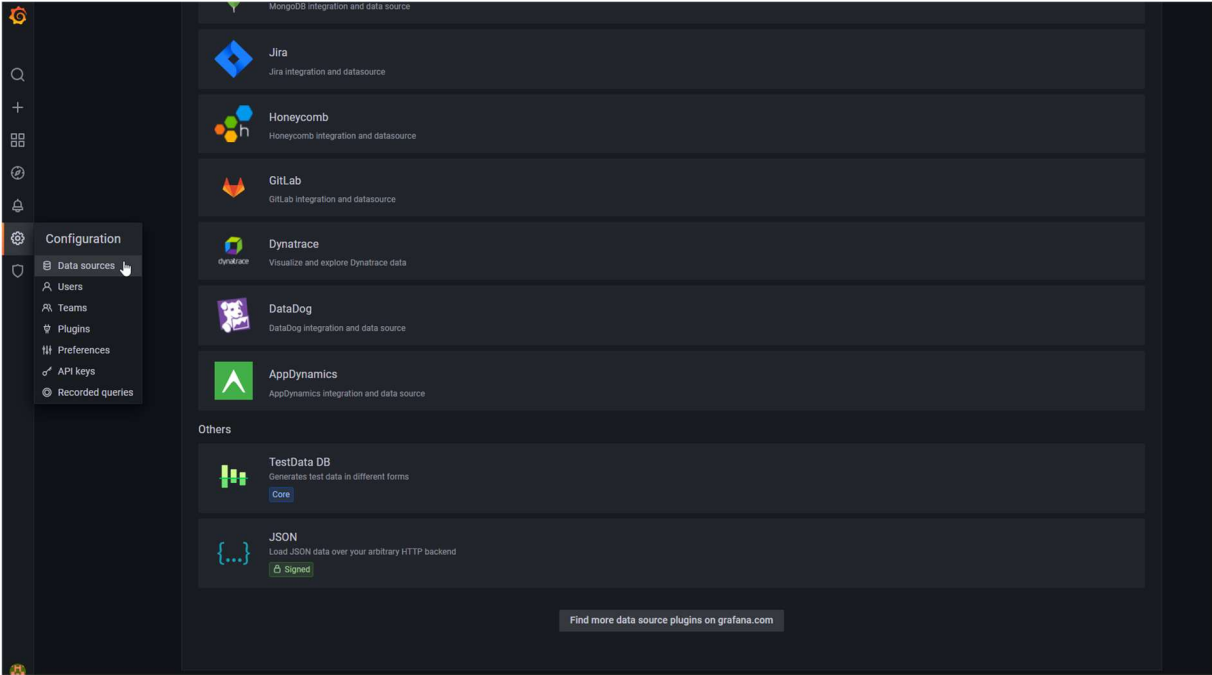 MongoDB integration and data source
Jira
Jira integration and datasource
h
Honeycomb
Honeycomb integration and datasource
GitLab
GitLab integration and datasource
Configuration
Data sources
Users
Teams
Plugins
Preferences
API keys
Recorded queries
dynatrace
Dynatrace
Visualize and explore Dynatrace data
DataDog
DataDog integration and data source
AppDynamics
AppDynamics integration and data source
Others
TestData DB
Generates test data in different forms
Core
{...}
JSON
Load JSON data over your arbitrary HTTP backend
Signed
Find more data source plugins on grafana.com